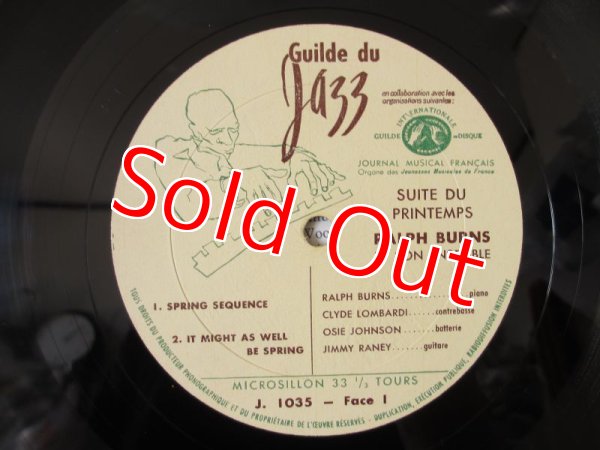 Guilde du
Jazz
en collaboration avec les
organisations suivantes:
INTERNATIONALE
GUILDE DU DISQUE
JOURNAL MUSICAL FRANÇAIS
Organe des Jeunesses Musicales de France
SUITE DU
PRINTEMPS
RALPH BURNS
Sold Out
1. SPRING SEQUENCE
2. IT MIGHT AS WELL
BE SPRING
RALPH BURNS..............piano
CLYDE LOMBARDI......contrebasse
OSIE JOHNSON.........batterie
JIMMY RANEY.......guitare
MICROSILLON 33 1/3 TOURS
J. 1035 — Face 1
TOUS DROITS DU PRODUCTEUR PHONOGRAPHIQUE ET DU PROPRIÉTAIRE DE L'ŒUVRE RÉSERVÉS - DUPLICATION, EXÉCUTION PUBLIQUE, RADIODIFFUSION INTERDITES